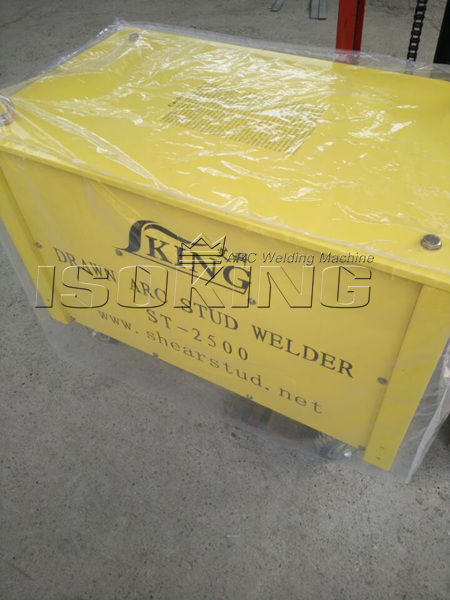 KING
ARC Welding Machine
ISOKING
DRAWN ARC STUD WELDER
ST-2500
www.shearstud.net